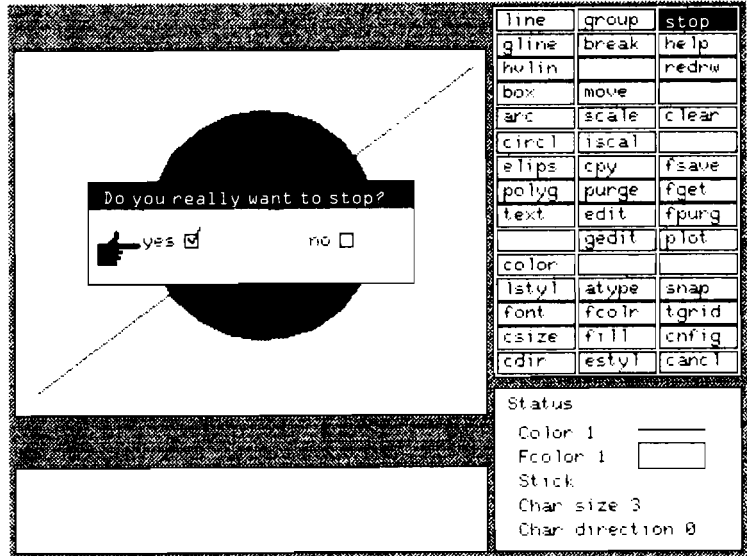 line group stop
gline break help
hvlin redrw
box move
arc scale clear
circl iscal
elips cpy fsave
polyg purge fget
text edit fpurg
gedit plot
color
lstyl atype snap
font fcolr tgrid
csize fill cnfig
cdir estyl cancl
Do you really want to stop?
yes no
Status
Color 1
Fcolor 1
Stick
Char size 3
Char direction 0